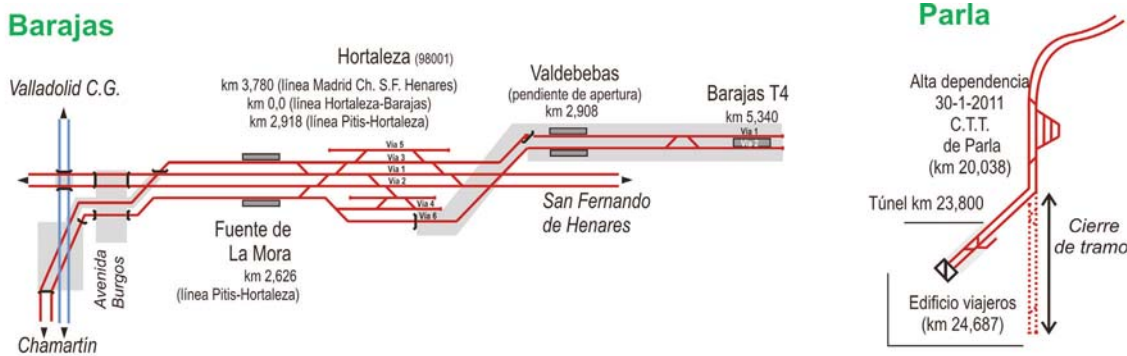 Barajas
Valladolid C.G.
Hortaleza (98001)
km 3,780 (línea Madrid Ch. S.F. Henares)
km 0,0 (línea Hortaleza-Barajas)
km 2,918 (línea Pitis-Hortaleza)
Valdebebas
(pendiente de apertura)
km 2,908
Barajas T4
km 5,340
Vía 1
Vía 2
Vía 5
Vía 3
Vía 1
Vía 2
Vía 4
Vía 6
Avenida
Burgos
Fuente de
La Mora
km 2,626
(línea Pitis-Hortaleza)
San Fernando
de Henares
Chamartín
Parla
Alta dependencia
30-1-2011
C.T.T.
de Parla
(km 20,038)
Túnel km 23,800
Cierre
de tramo
Edificio viajeros
(km 24,687)